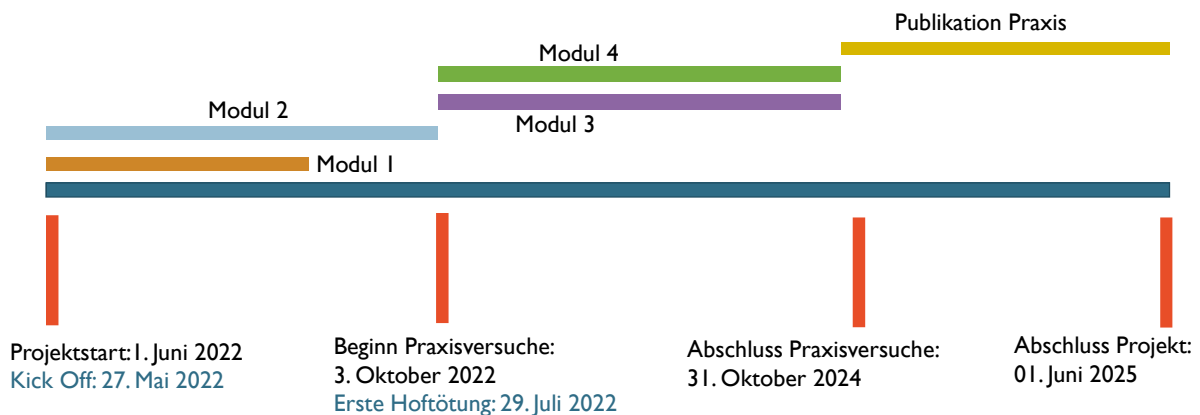 Publikation Praxis
Modul 4
Modul 3
Modul 2
Modul 1
Projektstart:1. Juni 2022
Kick Off: 27. Mai 2022
Beginn Praxisversuche:
3. Oktober 2022
Erste Hoftötung: 29. Juli 2022
Abschluss Praxisversuche:
31. Oktober 2024
Abschluss Projekt:
01. Juni 2025